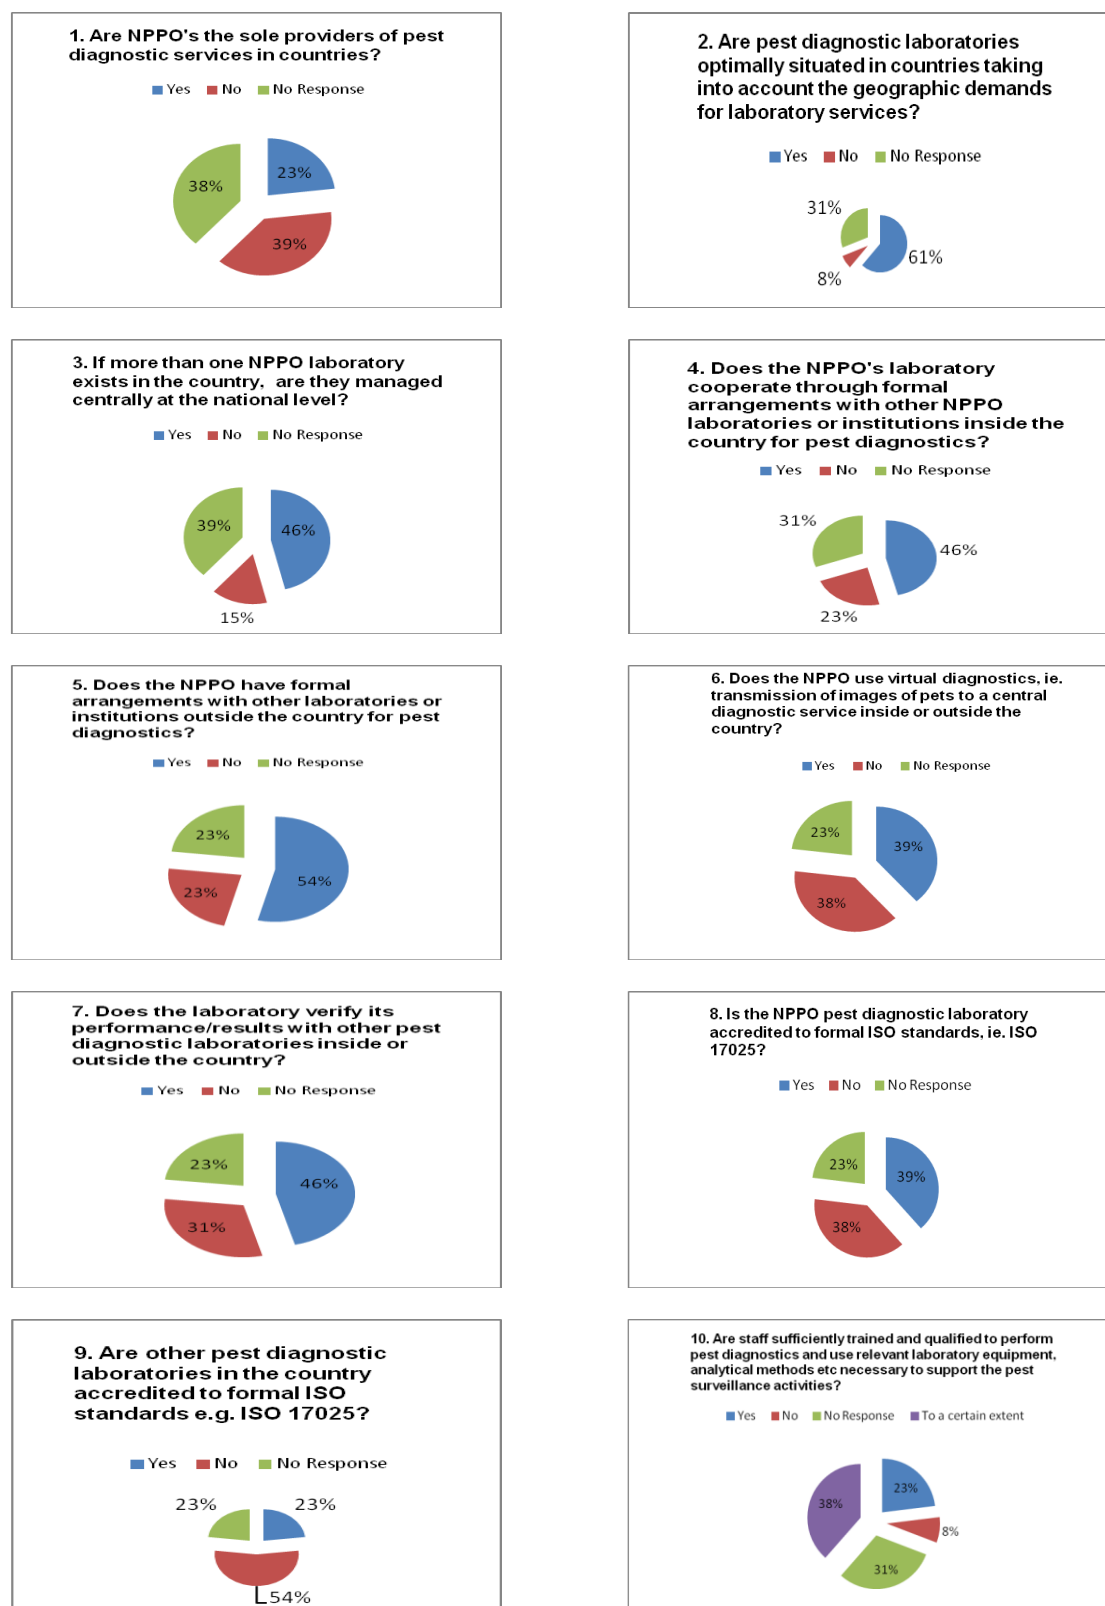 1. Are NPPO's the sole providers of pest
diagnostic services in countries?
Yes No No Response
23%
39%
38%
2. Are pest diagnostic laboratories
optimally situated in countries taking
into account the geographic demands
for laboratory services?
Yes No No Response
31%
61%
8%
3. If more than one NPPO laboratory
exists in the country, are they managed
centrally at the national level?
Yes No No Response
39%
46%
15%
4. Does the NPPO's laboratory
cooperate through formal
arrangements with other NPPO
laboratories or institutions inside the
country for pest diagnostics?
Yes No No Response
31%
46%
23%
5. Does the NPPO have formal
arrangements with other laboratories or
institutions outside the country for pest
diagnostics?
Yes No No Response
23%
54%
23%
6. Does the NPPO use virtual diagnostics, ie.
transmission of images of pets to a central
diagnostic service inside or outside the
country?
Yes No No Response
23%
39%
38%
7. Does the laboratory verify its
performance/results with other pest
diagnostic laboratories inside or
outside the country?
Yes No No Response
23%
46%
31%
8. Is the NPPO pest diagnostic laboratory
accredited to formal ISO standards, ie. ISO
17025?
Yes No No Response
23%
39%
38%
9. Are other pest diagnostic
laboratories in the country
accredited to formal ISO
standards e.g. ISO 17025?
Yes No No Response
23%
23%
54%
10. Are staff sufficiently trained and qualified to perform
pest diagnostics and use relevant laboratory equipment,
analytical methods etc necessary to support the pest
surveillance activities?
Yes No No Response To a certain extent
38%
23%
8%
31%